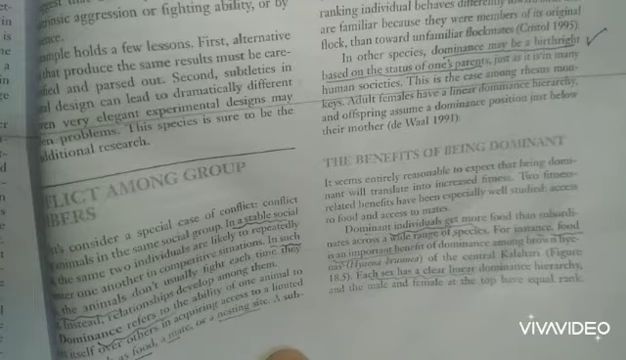 intrinsic aggression or fighting ability, or by
ample holds a few lessons. First, alternative
that produce the same results must be care-
and parsed out. Second, subtleties in
design can lead to dramatically different
very elegant experimental designs may
problems. This species is sure to be the
additional research.
FLICT AMONG GROUP
BERS
consider a special case of conflict: conflict
animals in the same social group. In a stable social
the same two individuals are likely to repeatedly
one another in competitive situations. In such
the animals, don't usually fight each time they
Instead, relationships develop among them.
Dominance refers to the ability of one animal to
itself over others in acquiring access to a limited
as food, a mate, or a nesting site. A sub-
ranking individual behaves
are familiar because they were members of its original
flock, than toward unfamiliar flockmates (Cristol 1995)
In other species, dominance may be a birthright
based on the status of one's parents, just as it is in many
human societies. This is the case among rhesus mon-
keys. Adult females have a linear dominance hierarchy,
and offspring assume a dominance position just below
their mother (de Waal 1991).
THE BENEFITS OF BEING DOMINANT
It seems entirely reasonable to expect that being domi-
nant will translate into increased fitness. Two fitness-
related benefits have been especially well studied: access
to food and access to mates.
Dominant individuals get more food than subordi-
nates across a wide range of species. For instance, food
is an important benefit of dominance among brown hye-
nas (Hyaena brunnea) of the central Kalahari (Figure
18.5). Each sex has a clear linear dominance hierarchy,
and the male and female at the top have equal rank.
VIVAVIDEO